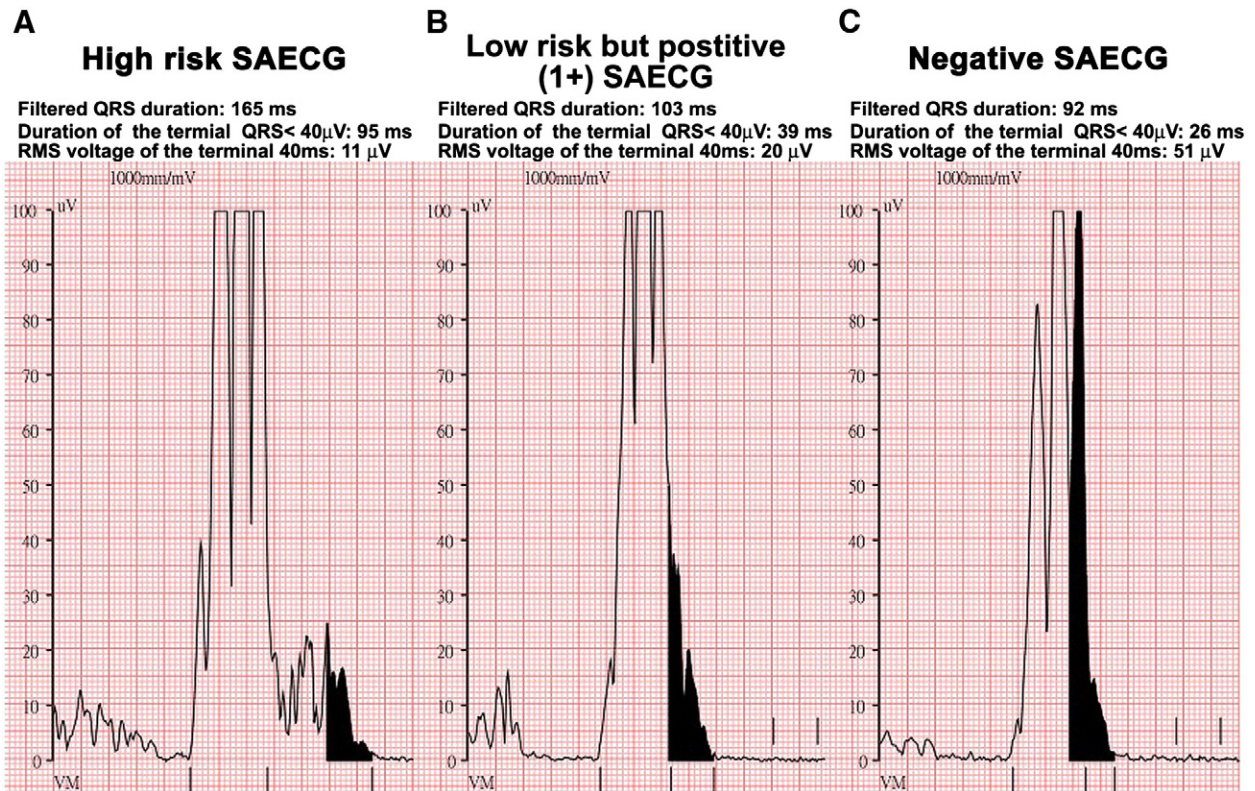 A
High risk SAECG
Filtered QRS duration: 165 ms
Duration of the termial QRS< 40μV: 95 ms
RMS voltage of the terminal 40ms: 11 μV
1000mm/mV
uV
100
90
80
70
60
50
40
30
20
10
0
VM
B
Low risk but postitive
(1+) SAECG
Filtered QRS duration: 103 ms
Duration of the termial QRS< 40μV: 39 ms
RMS voltage of the terminal 40ms: 20 μV
1000mm/mV
uV
100
90
80
70
60
50
40
30
20
10
0
VM
C
Negative SAECG
Filtered QRS duration: 92 ms
Duration of the termial QRS< 40μV: 26 ms
RMS voltage of the terminal 40ms: 51 μV
1000mm/mV
uV
100
90
80
70
60
50
40
30
20
10
0
VM